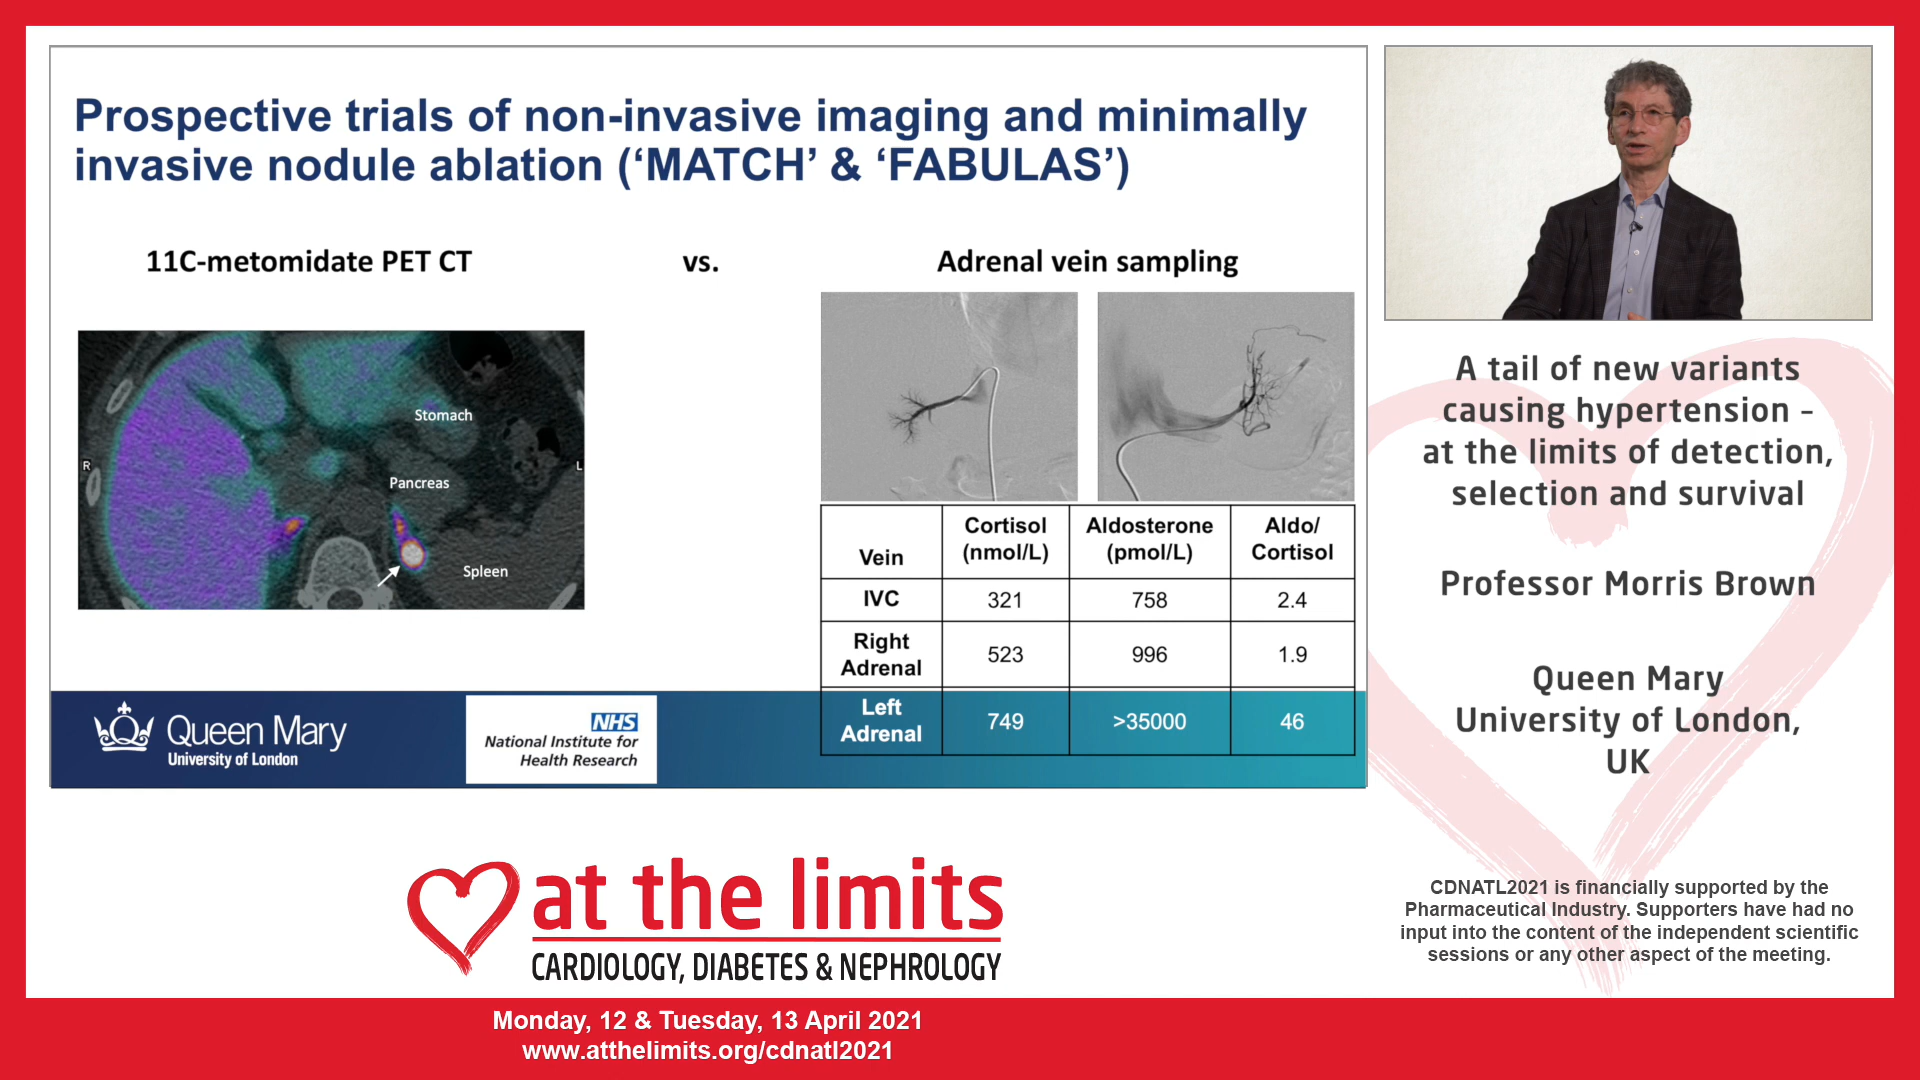 Prospective trials of non-invasive imaging and minimally
invasive nodule ablation (‘MATCH’ & ‘FABULAS’)
11C-metomidate PET CT
vs.
Adrenal vein sampling
Stomach
R
L
Pancreas
Spleen
Vein
Cortisol
(nmol/L)
Aldosterone
(pmol/L)
Aldo/
Cortisol
IVC
321
758
2.4
Right
Adrenal
523
996
1.9
Left
Adrenal
749
>35000
46
Queen Mary
University of London
NHS
National Institute for
Health Research
A tail of new variants
causing hypertension –
at the limits of detection,
selection and survival
Professor Morris Brown
Queen Mary
University of London,
UK
at the limits
CARDIOLOGY, DIABETES & NEPHROLOGY
CDNATL2021 is financially supported by the
Pharmaceutical Industry. Supporters have had no
input into the content of the independent scientific
sessions or any other aspect of the meeting.
Monday, 12 & Tuesday, 13 April 2021
www.atthelimits.org/cdnatl2021